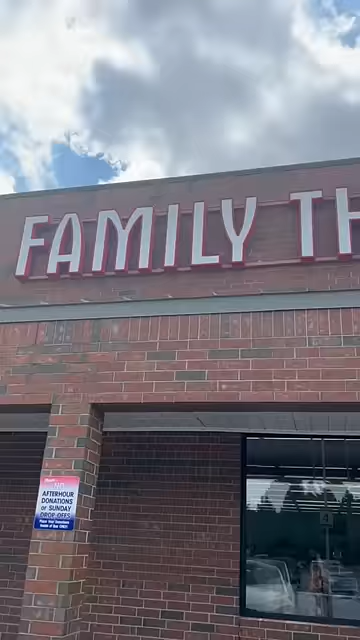 FAMILY TH
AFTERHOUR
DONATIONS
or SUNDAY
DROP OFFS